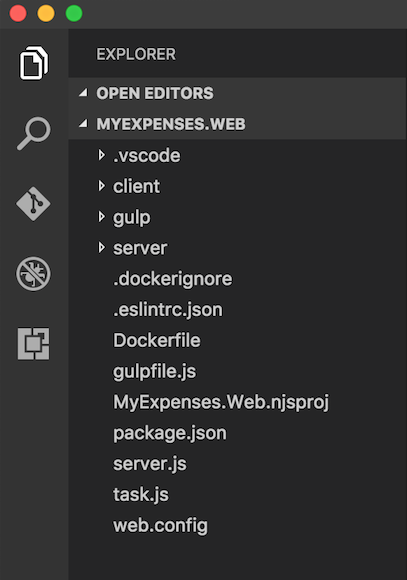 EXPLORER
OPEN EDITORS
MYEXPENSES.WEB
.vscode
client
gulp
server
.dockerignore
.eslintrc.json
Dockerfile
gulpfile.js
MyExpenses.Web.njsproj
package.json
server.js
task.js
web.config